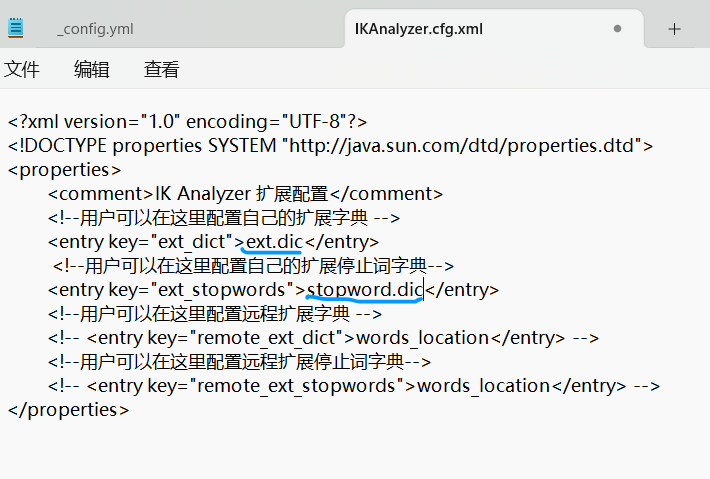 _config.yml
IKAnalyzer.cfg.xml
文件 编辑 查看
<?xml version="1.0" encoding="UTF-8"?>
<!DOCTYPE properties SYSTEM "http://java.sun.com/dtd/properties.dtd">
<properties>
<comment>IK Analyzer 扩展配置</comment>
<!--用户可以在这里配置自己的扩展字典 -->
<entry key="ext_dict">ext.dic</entry>
<!--用户可以在这里配置自己的扩展停止词字典-->
<entry key="ext_stopwords">stopword.dic</entry>
<!--用户可以在这里配置远程扩展字典 -->
<!-- <entry key="remote_ext_dict">words_location</entry> -->
<!--用户可以在这里配置远程扩展停止词字典-->
<!-- <entry key="remote_ext_stopwords">words_location</entry> -->
</properties>